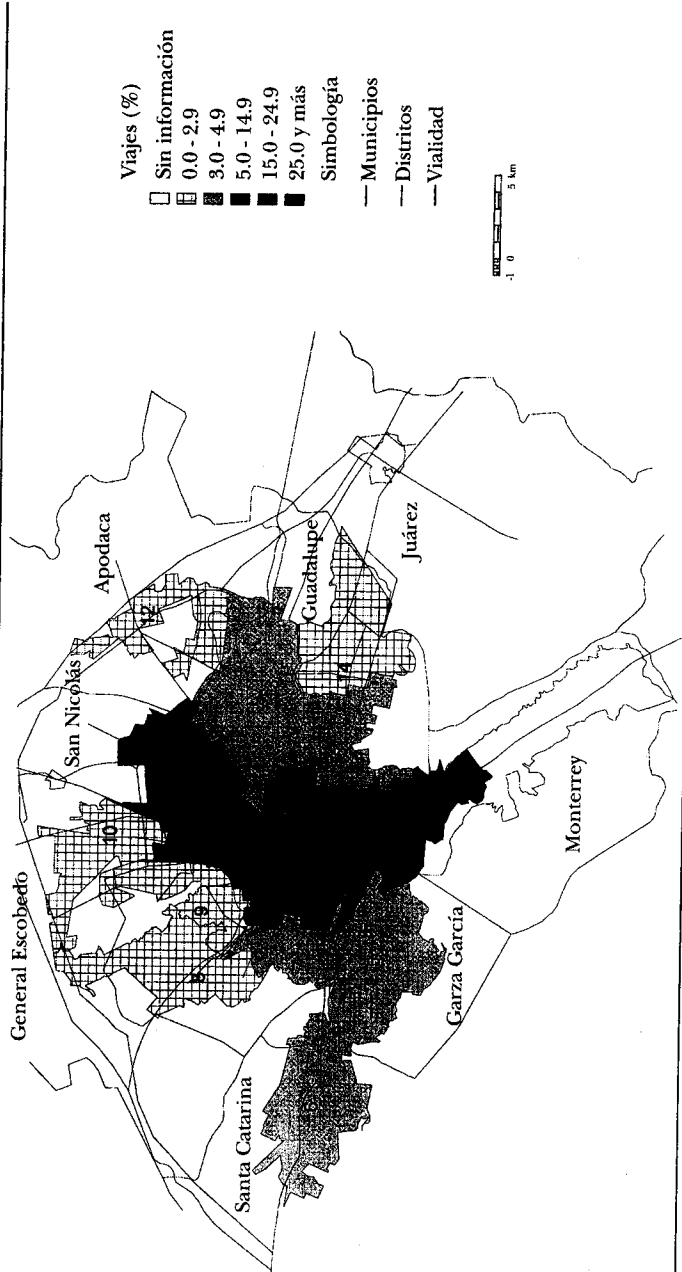 Viajes (%)
Sin información
0.0 - 2.9
3.0 - 4.9
5.0 - 14.9
15.0 - 24.9
25.0 y más
Simbología
Municipios
Distritos
Vialidad
-1 0 5 km
General Escobedo
San Nicolás
Apodaca
Guadalupe
Juárez
Monterrey
Garza García
Santa Catarina
8
9
10
12
14